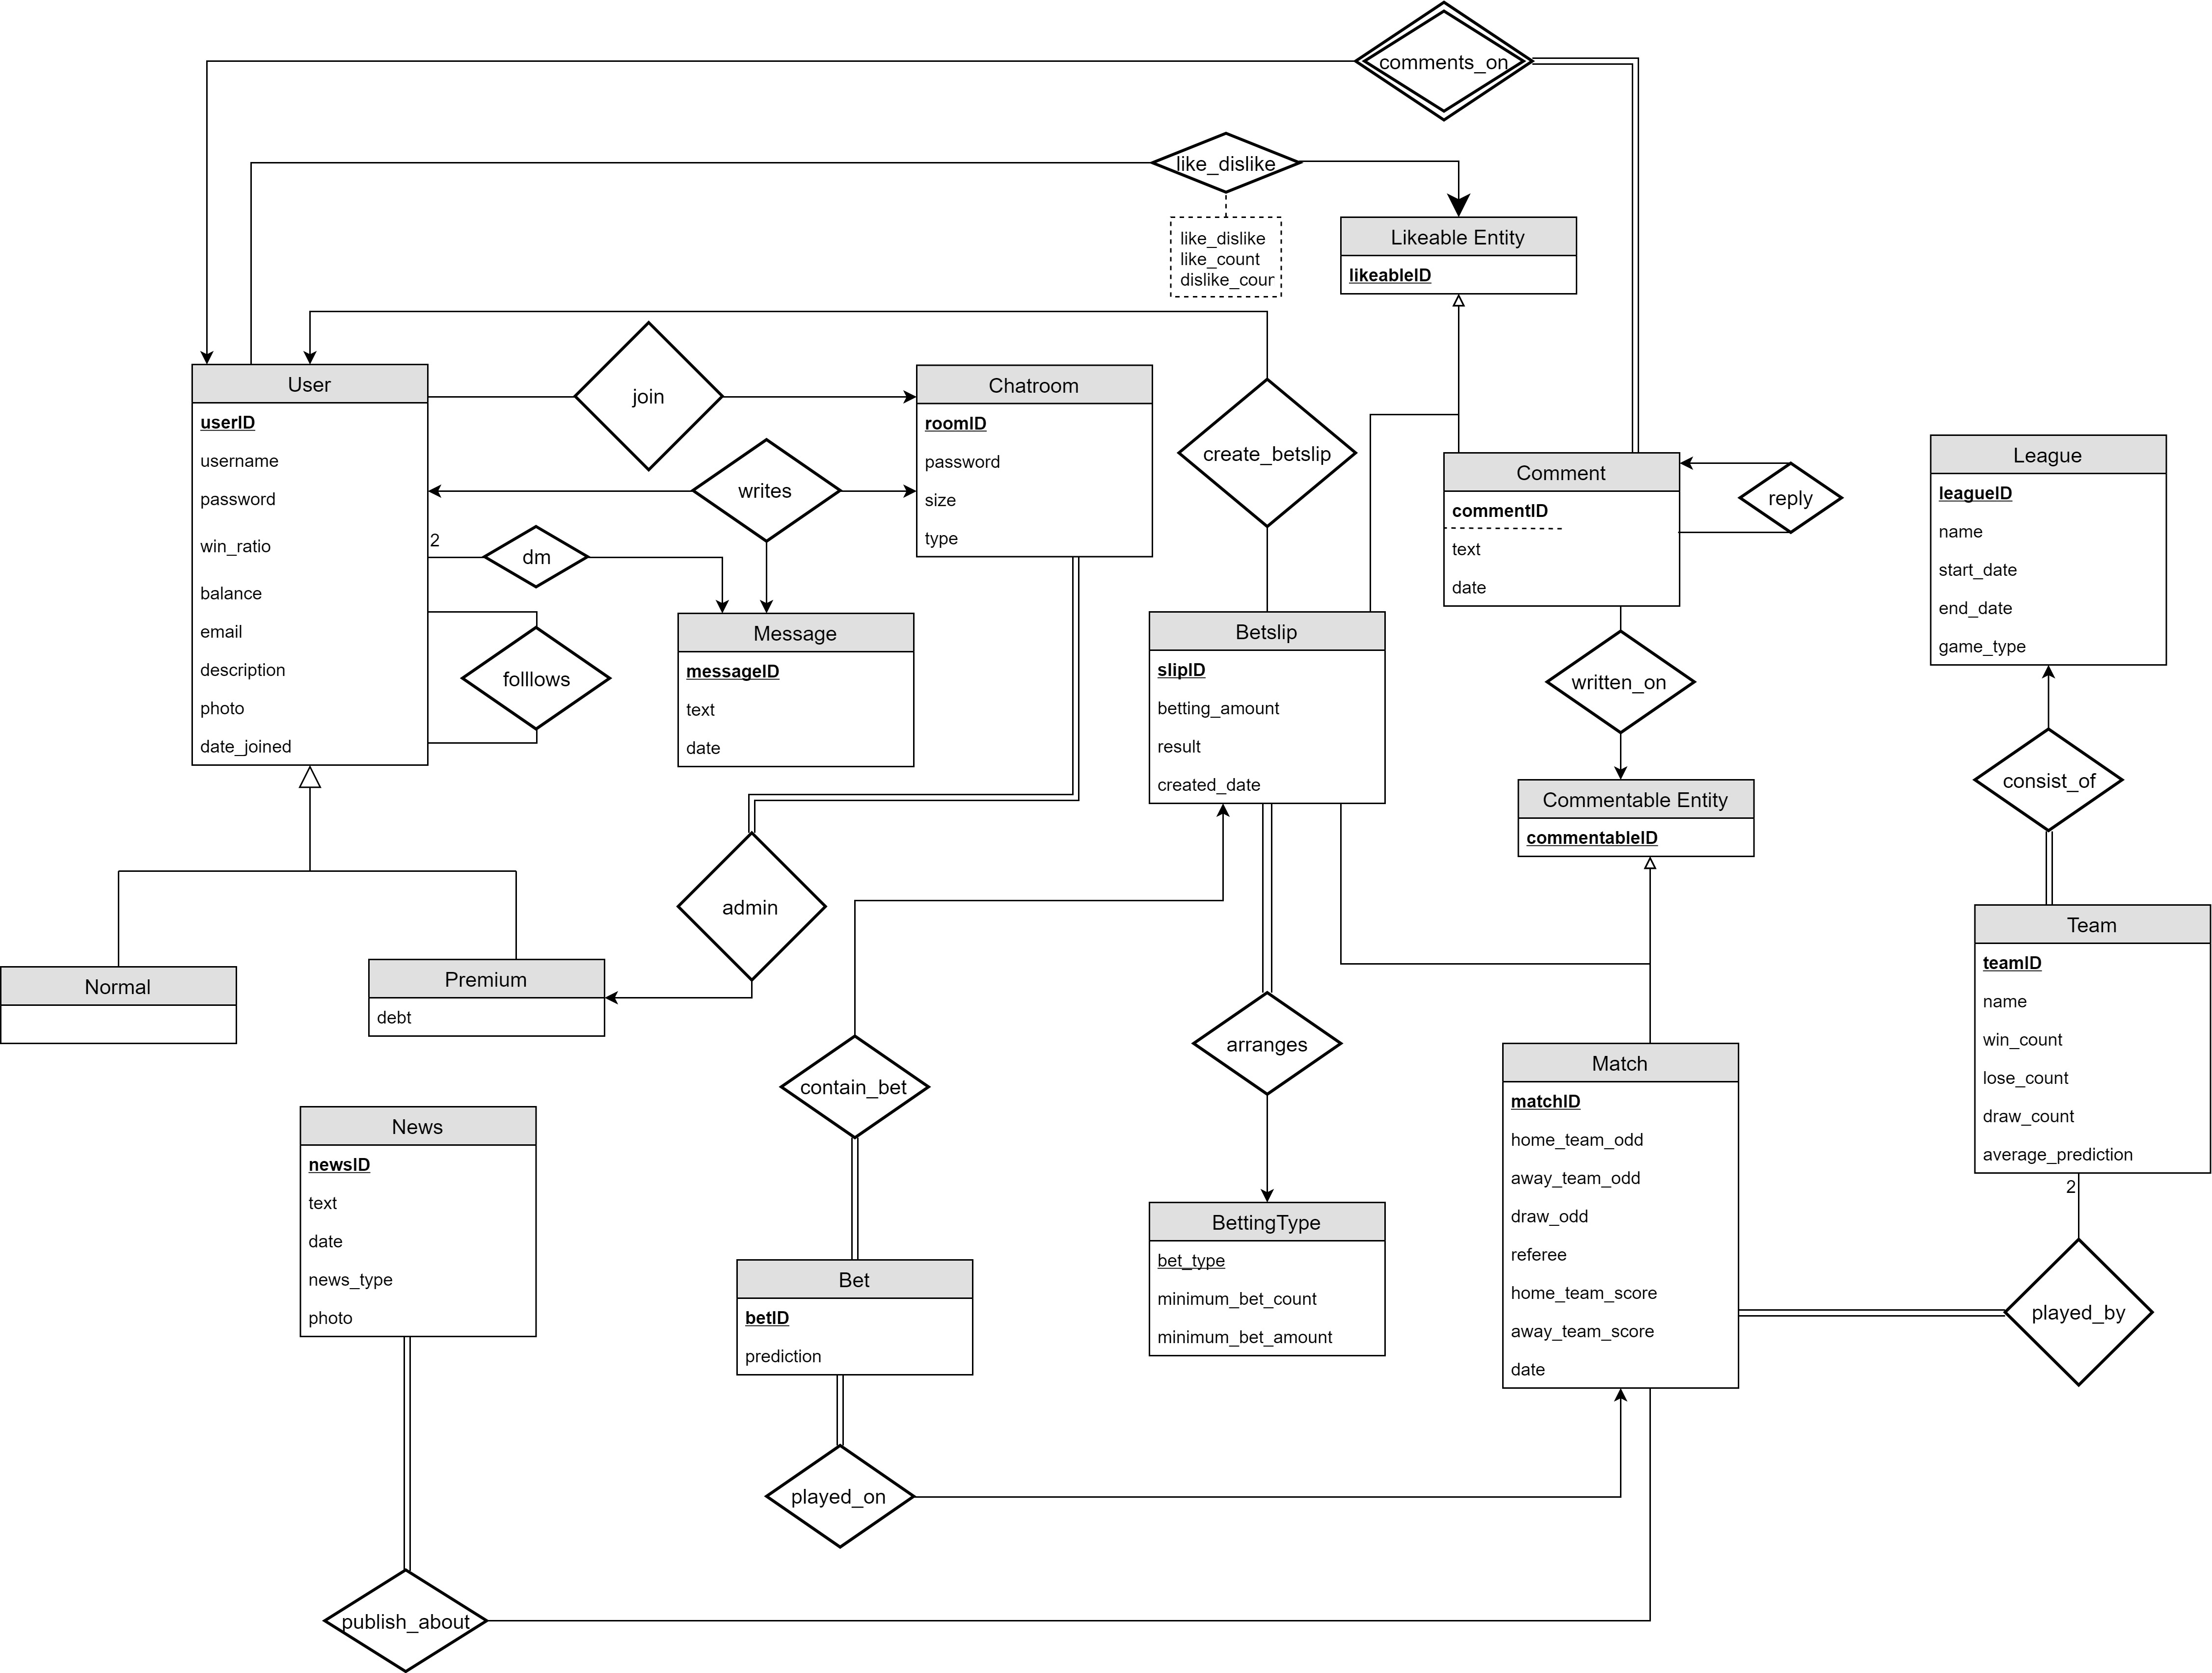 comments_on
like_dislike
like_dislike
like_count
dislike_cour
Likeable Entity
likeableID
User
userID
username
password
win_ratio
balance
email
description
photo
date_joined
join
writes
2
dm
folllows
Chatroom
roomID
password
size
type
Message
messageID
text
date
create_betslip
Comment
commentID
text
date
reply
League
leagueID
name
start_date
end_date
game_type
Betslip
slipID
betting_amount
result
created_date
written_on
Commentable Entity
commentableID
consist_of
admin
Normal
Premium
debt
Team
teamID
name
win_count
lose_count
draw_count
average_prediction
2
contain_bet
arranges
Match
matchID
home_team_odd
away_team_odd
draw_odd
referee
home_team_score
away_team_score
date
News
newsID
text
date
news_type
photo
Bet
betID
prediction
BettingType
bet_type
minimum_bet_count
minimum_bet_amount
played_by
played_on
publish_about